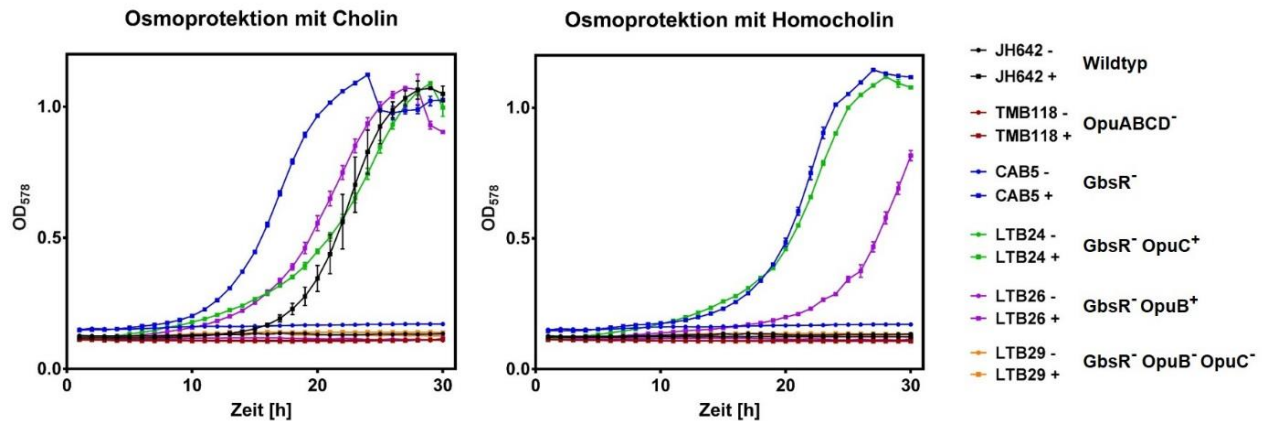 Osmoprotektion mit Cholin
OD578
1.0
0.5
0.0
0
10
20
30
Zeit [h]
Osmoprotektion mit Homocholin
OD578
1.0
0.5
0.0
0
10
20
30
Zeit [h]
JH642 -
JH642 +
Wildtyp
TMB118 -
TMB118 +
OpuABCD⁻
CAB5 -
CAB5 +
GbsR⁻
LTB24 -
LTB24 +
GbsR⁻ OpuC⁺
LTB26 -
LTB26 +
GbsR⁻ OpuB⁺
LTB29 -
LTB29 +
GbsR⁻ OpuB⁻ OpuC⁻